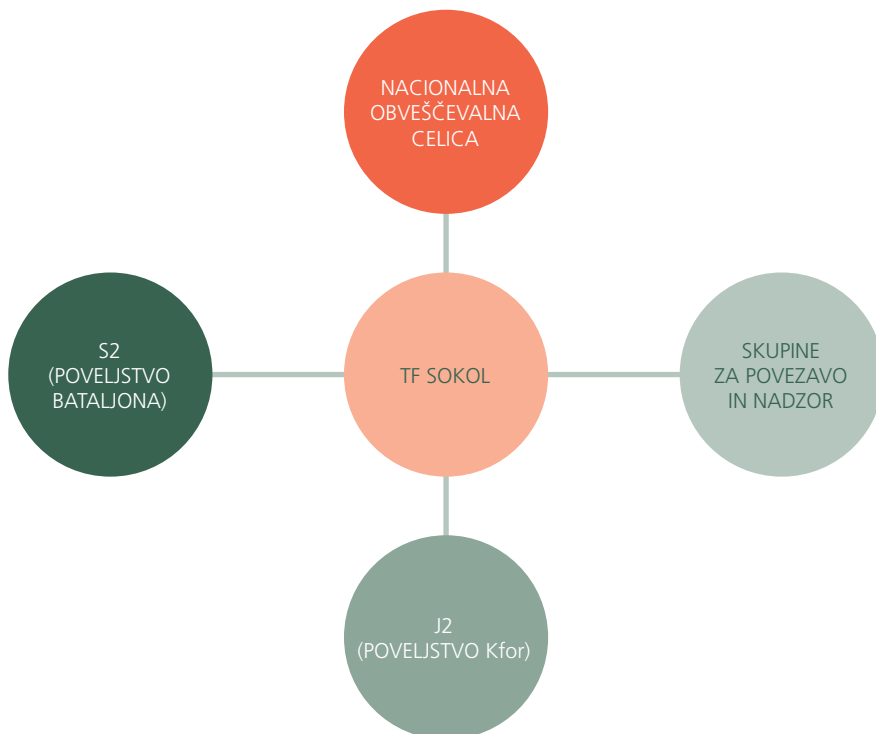 NACIONALNA
OBVEŠČEVALNA
CELICA
S2
(POVELJSTVO
BATALJONA)
TF SOKOL
SKUPINE
ZA POVEZAVO
IN NADZOR
J2
(POVELJSTVO Kfor)